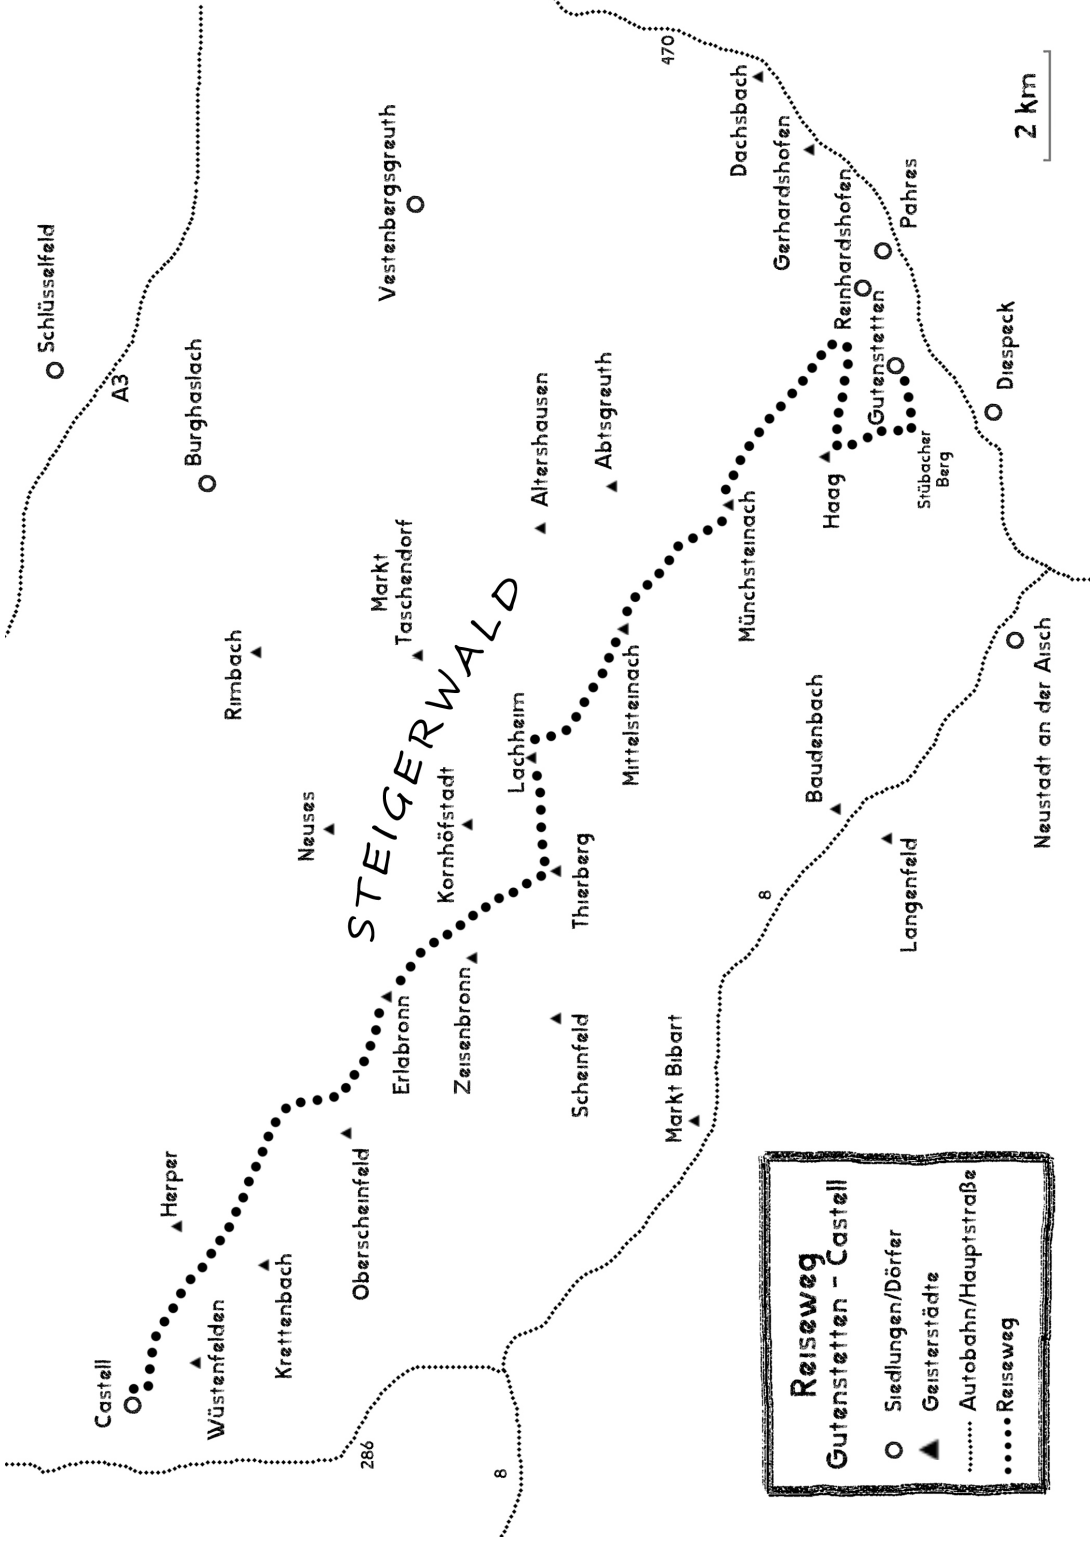 Schlüsselfeld
A3
Burghaslach
Vestenbergsgreuth
470
Dachsbach
Gerhardshofen
Reinhardshofen
Pahres
Gutenstetten
Diespeck
Stübacher
Berg
Haag
Münchsteinach
Altershausen
Abtsgreuth
Markt
Taschendorf
Rimbach
STEIGERWALD
Neuses
Kornhöfstadt
Lachheim
Mittelsteinach
Thierberg
Baudenbach
Neustadt an der Aisch
Langenfeld
8
Erlabronn
Zeisenbronn
Scheinfeld
Markt Bibart
Herper
Oberscheinfeld
Krettenbach
Castell
Wüstenfelden
286
8
Reiseweg
Gutenstetten - Castell
Siedlungen/Dörfer
Geisterstädte
Autobahn/Hauptstraße
Reiseweg
2 km